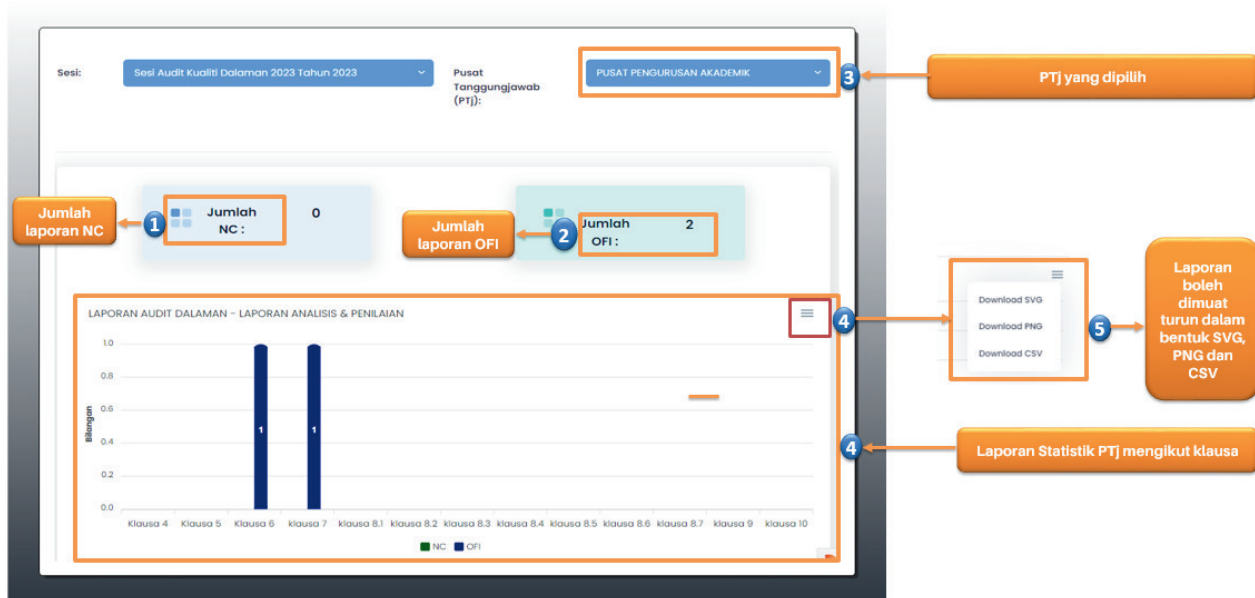 Sesi:
Sesi Audit Kualiti Dalaman 2023 Tahun 2023
Pusat
Tanggungjawab
(PTj):
PUSAT PENGURUSAN AKADEMIK
3
PTj yang dipilih
Jumlah
laporan NC
1
Jumlah
NC :
0
Jumlah
laporan OFI
2
Jumlah
OFI :
2
LAPORAN AUDIT DALAMAN - LAPORAN ANALISIS & PENILAIAN
4
Download SVG
Download PNG
Download CSV
5
Laporan
boleh
dimuat
turun dalam
bentuk SVG,
PNG dan
CSV
Bilangan
1.0
0.8
0.6
0.4
0.2
0.0
1
1
4
Laporan Statistik PTj mengikut klausa
Klausa 4 Klausa 5 Klausa 6 klausa 7 klausa 8.1 klausa 8.2 klausa 8.3 klausa 8.4 klausa 8.5 klausa 8.6 klausa 8.7 klausa 9 klausa 10
NC OFI